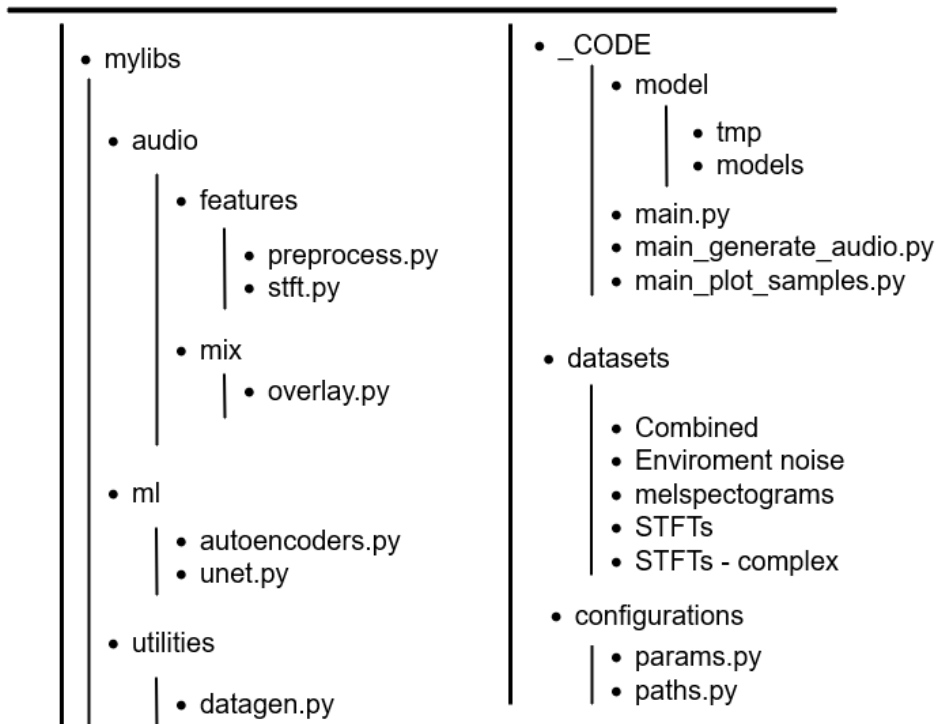 mylibs
audio
features
preprocess.py
stft.py
mix
overlay.py
ml
autoencoders.py
unet.py
utilities
datagen.py
_CODE
model
tmp
models
main.py
main_generate_audio.py
main_plot_samples.py
datasets
Combined
Enviroment noise
melspectograms
STFTs
STFTs - complex
configurations
params.py
paths.py